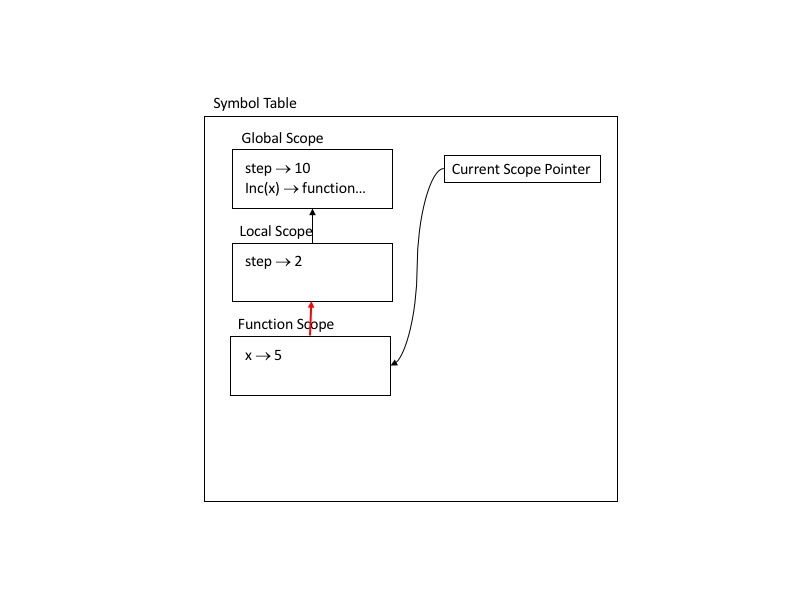 Symbol Table
Global Scope
step → 10
Inc(x) → function...
Current Scope Pointer
Local Scope
step → 2
Function Scope
x → 5